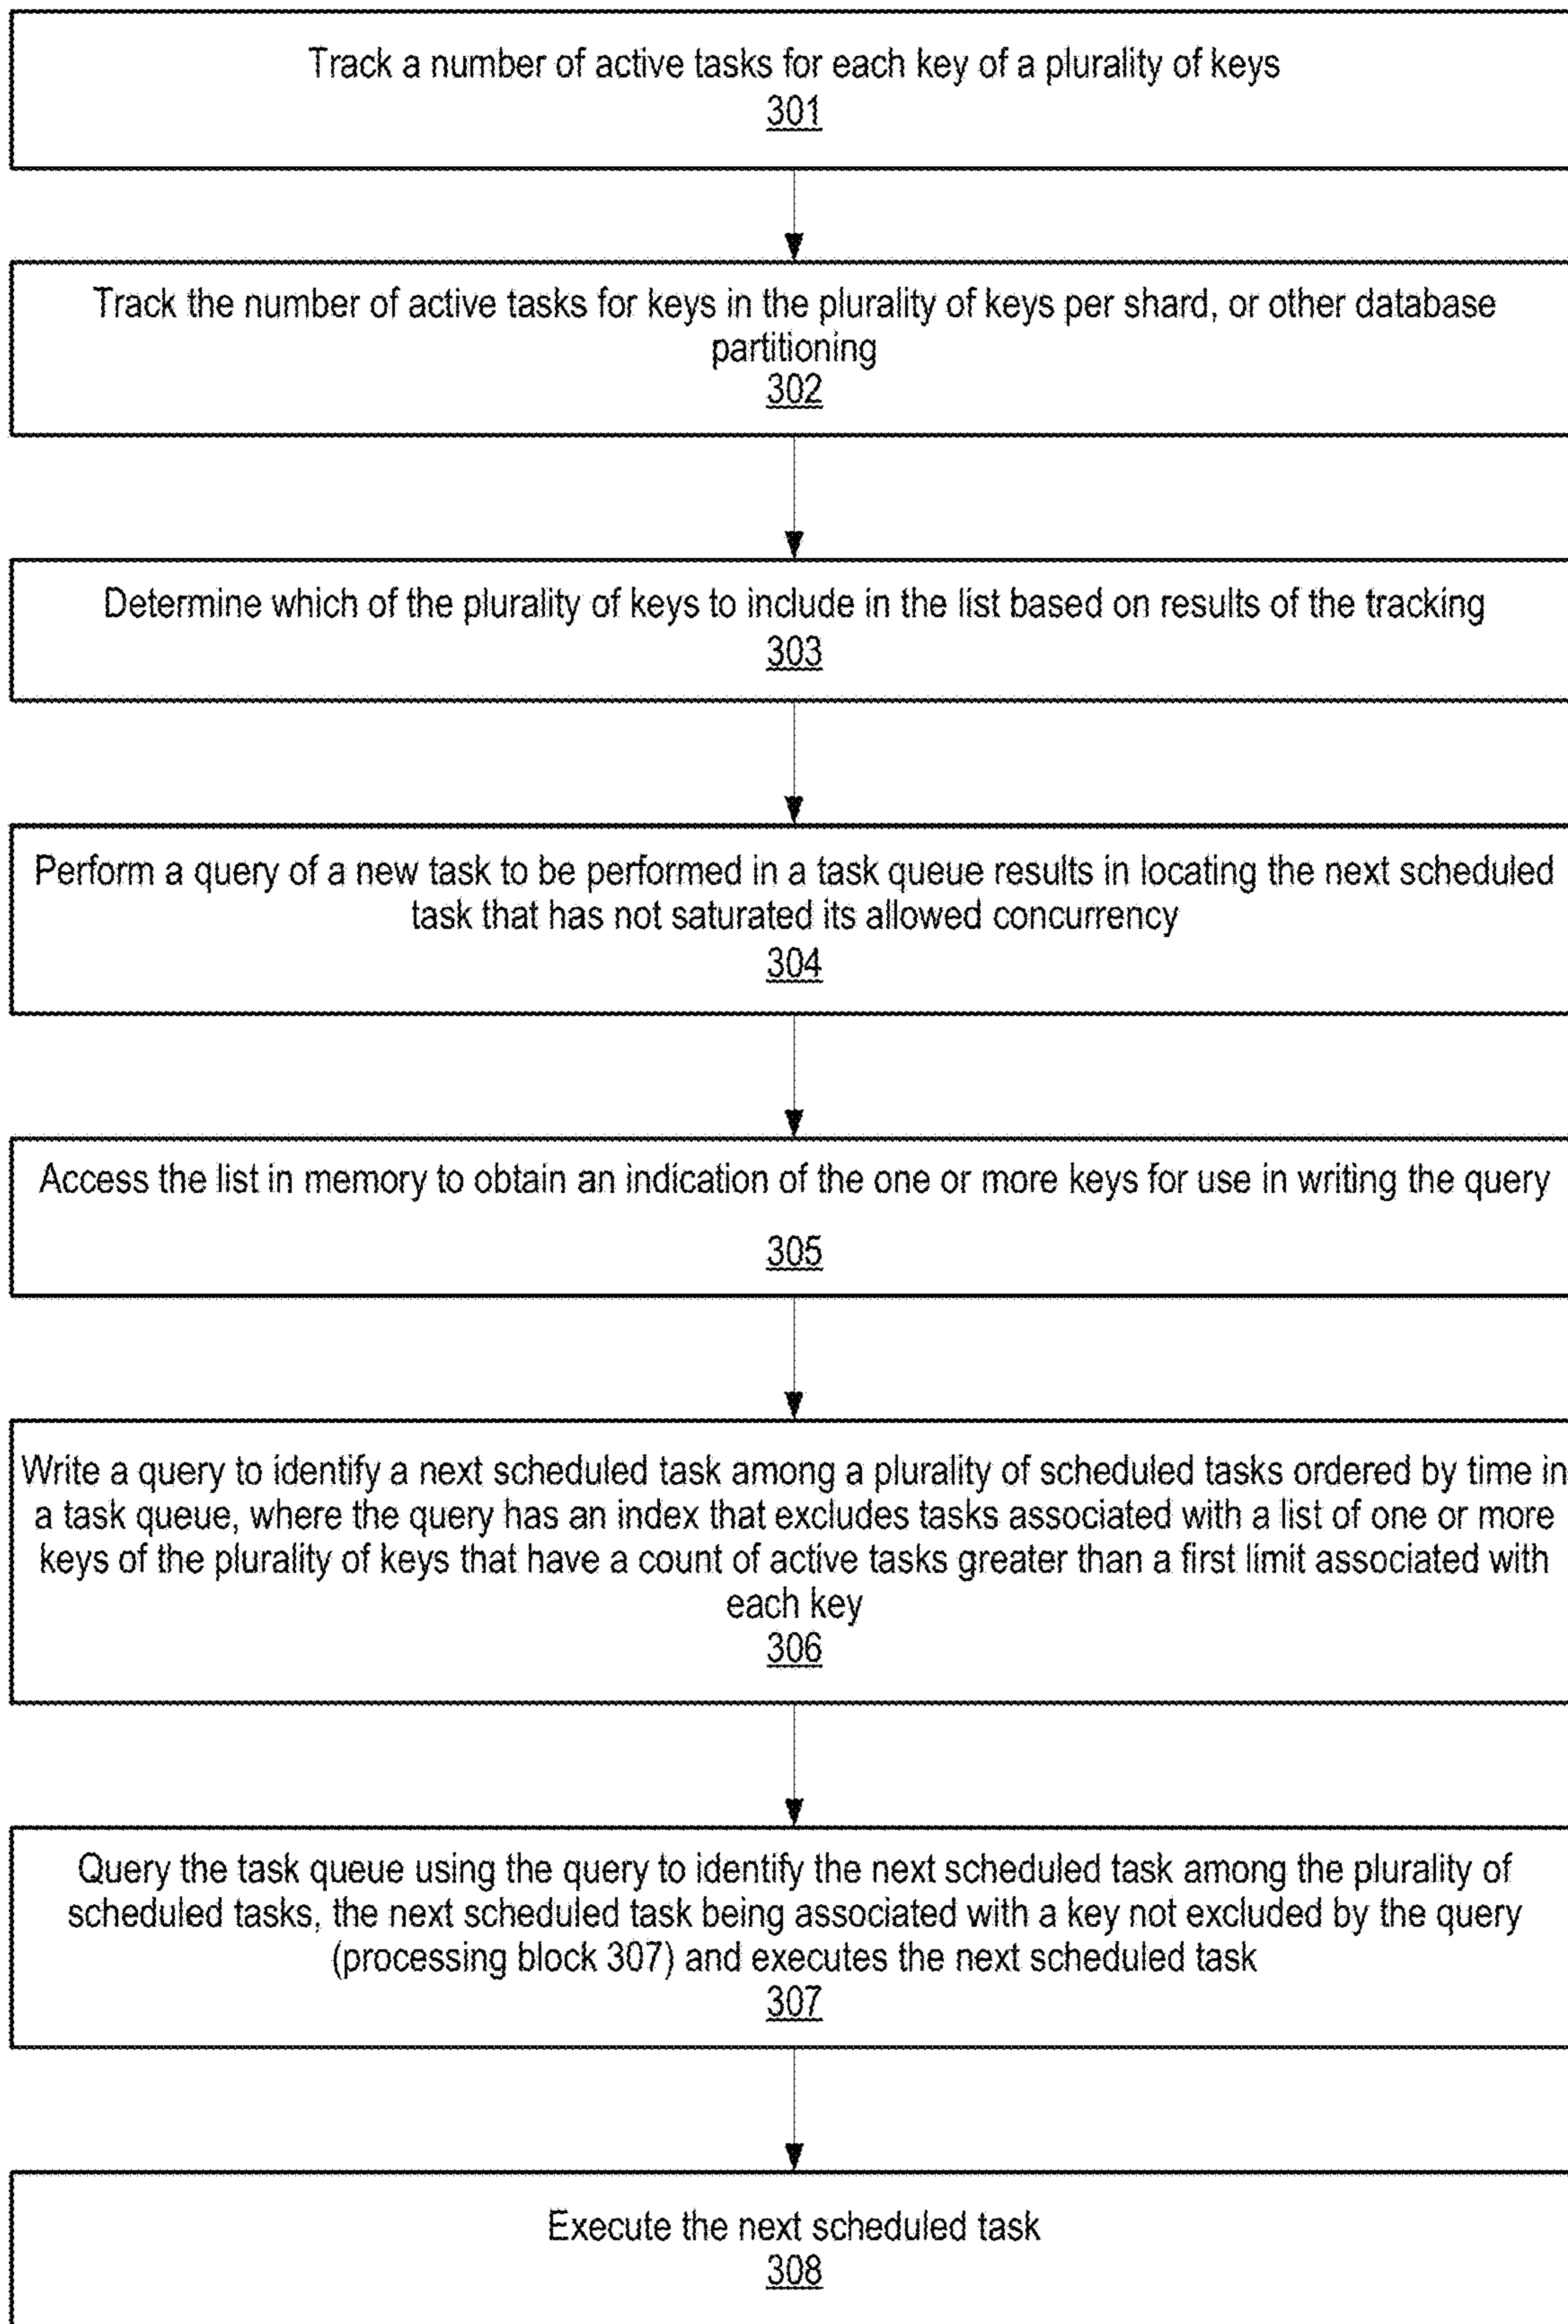 Track a number of active tasks for each key of a plurality of keys
301
Track the number of active tasks for keys in the plurality of keys per shard, or other database
partitioning
302
Determine which of the plurality of keys to include in the list based on results of the tracking
303
Perform a query of a new task to be performed in a task queue results in locating the next scheduled
task that has not saturated its allowed concurrency
304
Access the list in memory to obtain an indication of the one or more keys for use in writing the query
305
Write a query to identify a next scheduled task among a plurality of scheduled tasks ordered by time in
a task queue, where the query has an index that excludes tasks associated with a list of one or more
keys of the plurality of keys that have a count of active tasks greater than a first limit associated with
each key
306
Query the task queue using the query to identify the next scheduled task among the plurality of
scheduled tasks, the next scheduled task being associated with a key not excluded by the query
(processing block 307) and executes the next scheduled task
307
Execute the next scheduled task
308